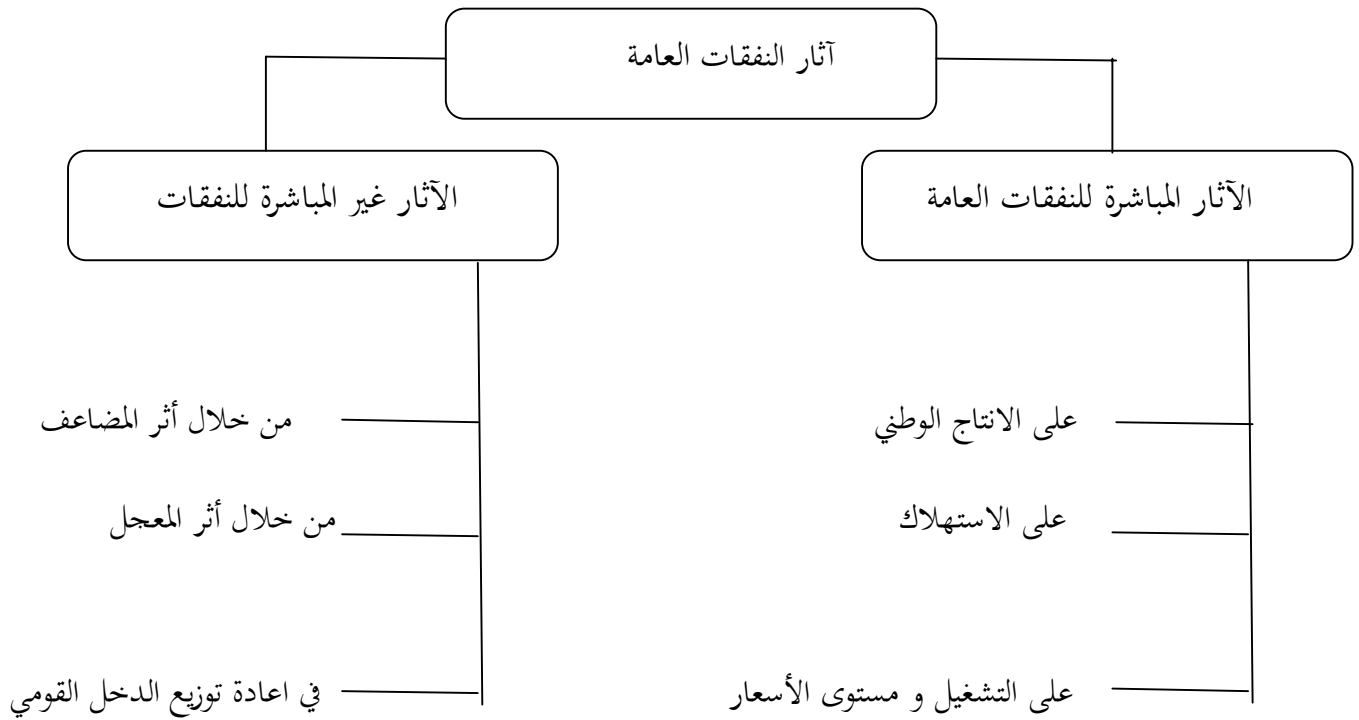 آثار النفقات العامة
الآثار المباشرة للنفقات العامة
الآثار غير المباشرة للنفقات
على الانتاج الوطني
من خلال أثر المضاعف
على الاستهلاك
من خلال أثر المعجل
على التشغيل و مستوى الأسعار
في اعادة توزيع الدخل القومي